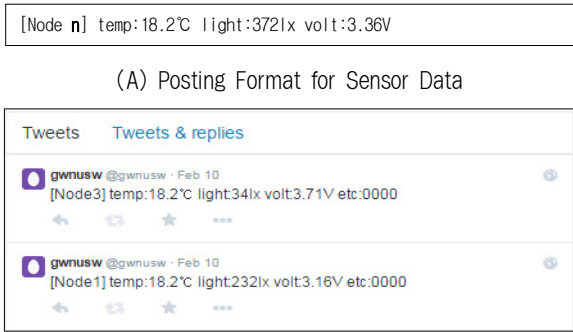 [Node n] temp:18.2℃ light:372lx volt:3.36V
(A) Posting Format for Sensor Data
Tweets Tweets & replies
gwnusw @gwnusw · Feb 10
[Node3] temp:18.2℃ light:34lx volt:3.71V etc:0000
gwnusw @gwnusw · Feb 10
[Node1] temp:18.2℃ light:232lx volt:3.16V etc:0000